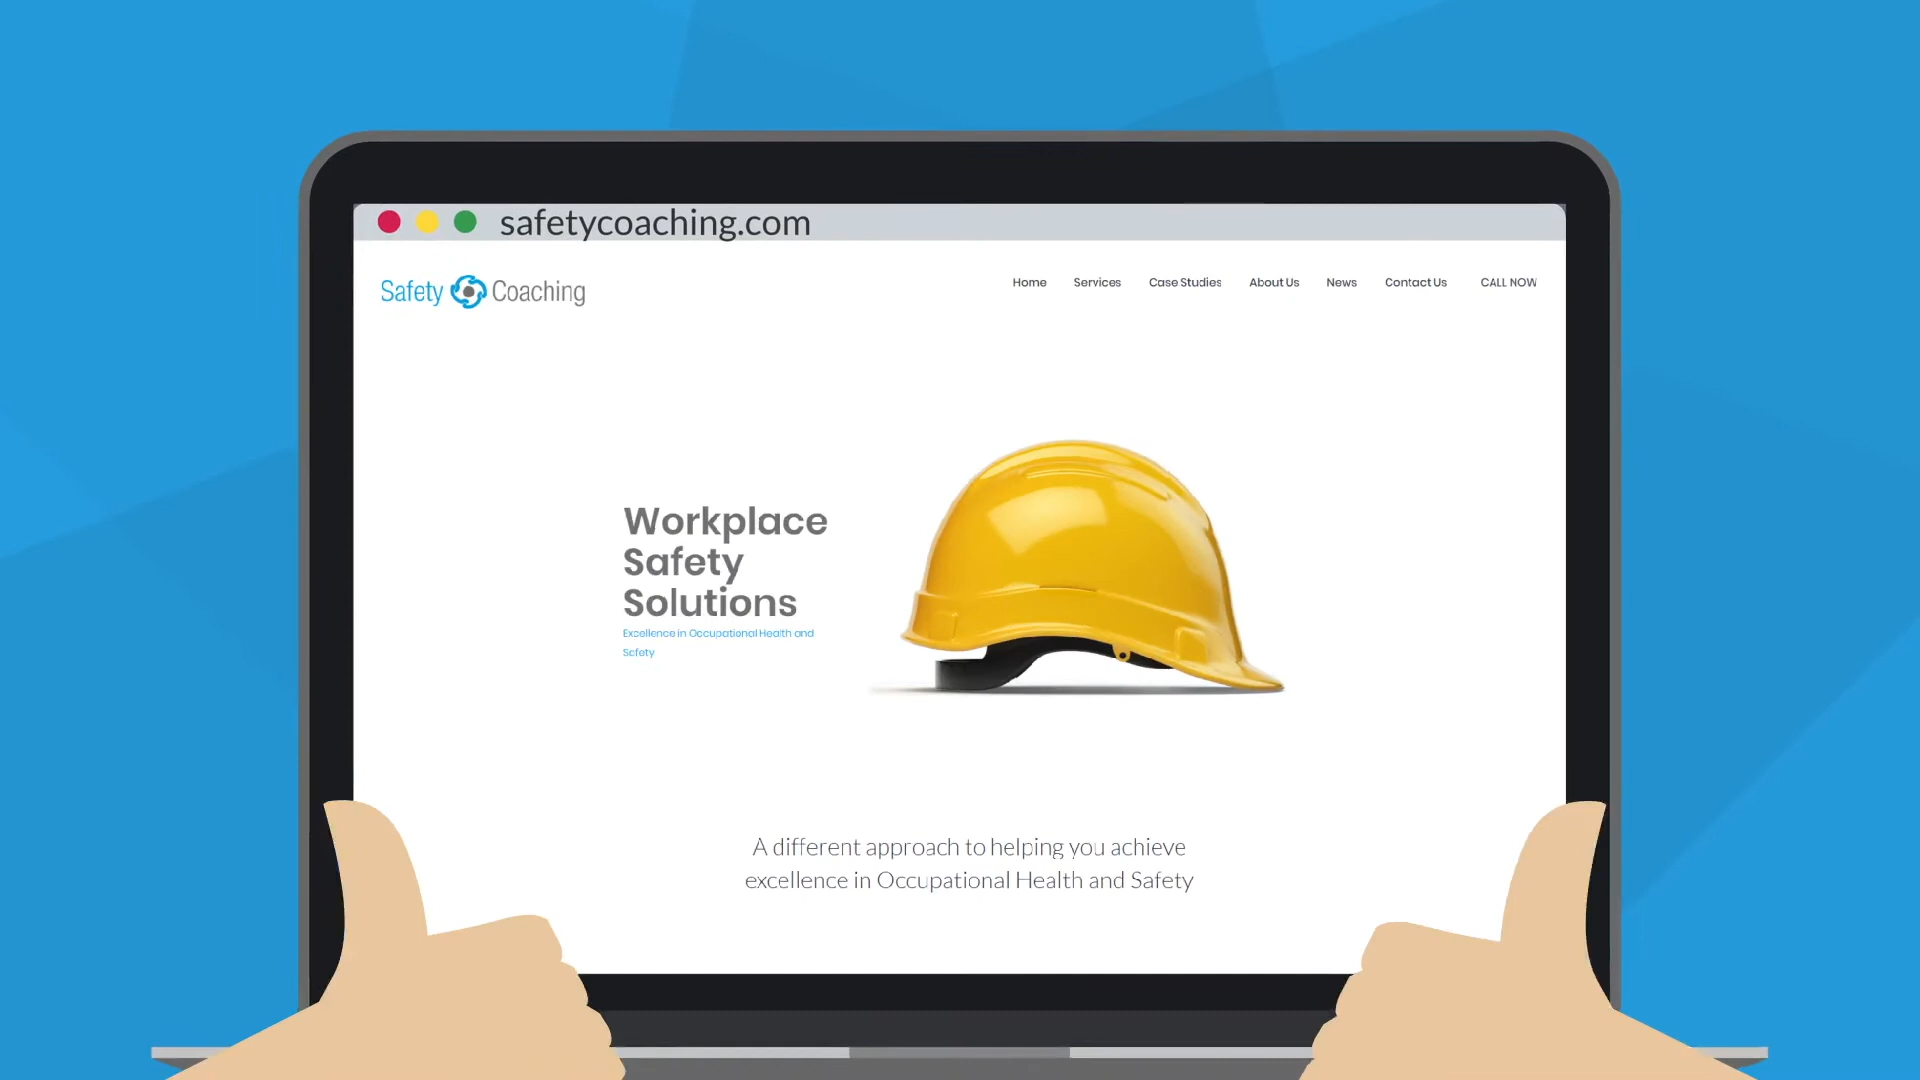 safetycoaching.com
Safety Coaching
Home Services Case Studies About Us News Contact Us CALL NOW
Workplace
Safety
Solutions
Excellence in Occupational Health and
Safety
A different approach to helping you achieve
excellence in Occupational Health and Safety